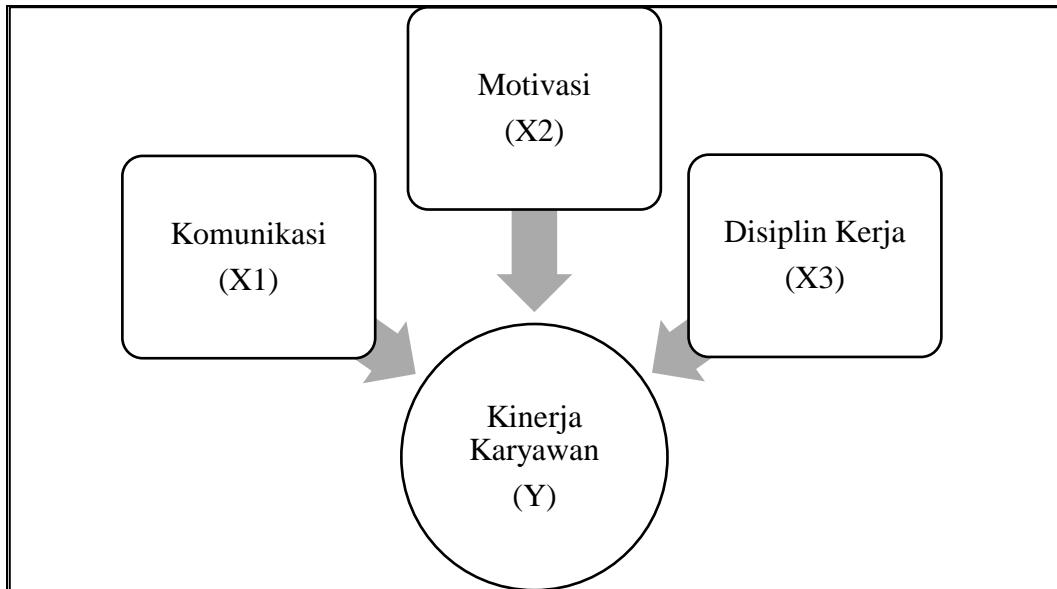 Motivasi
(X2)
Komunikasi
(X1)
Disiplin Kerja
(X3)
Kinerja
Karyawan
(Y)